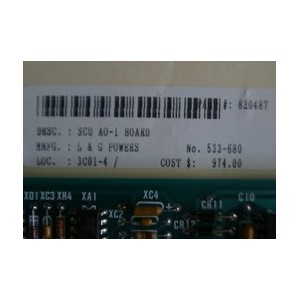 #: 820487
DESC. : SCU AO-1 BOARD
MNFG. : L & G POWERS No. 533-680
LOC. : 3C01-4 / COST $: 974.00
XC4
XD1 XC3 XR4 XA1
XC2
CR11 C10
CR12